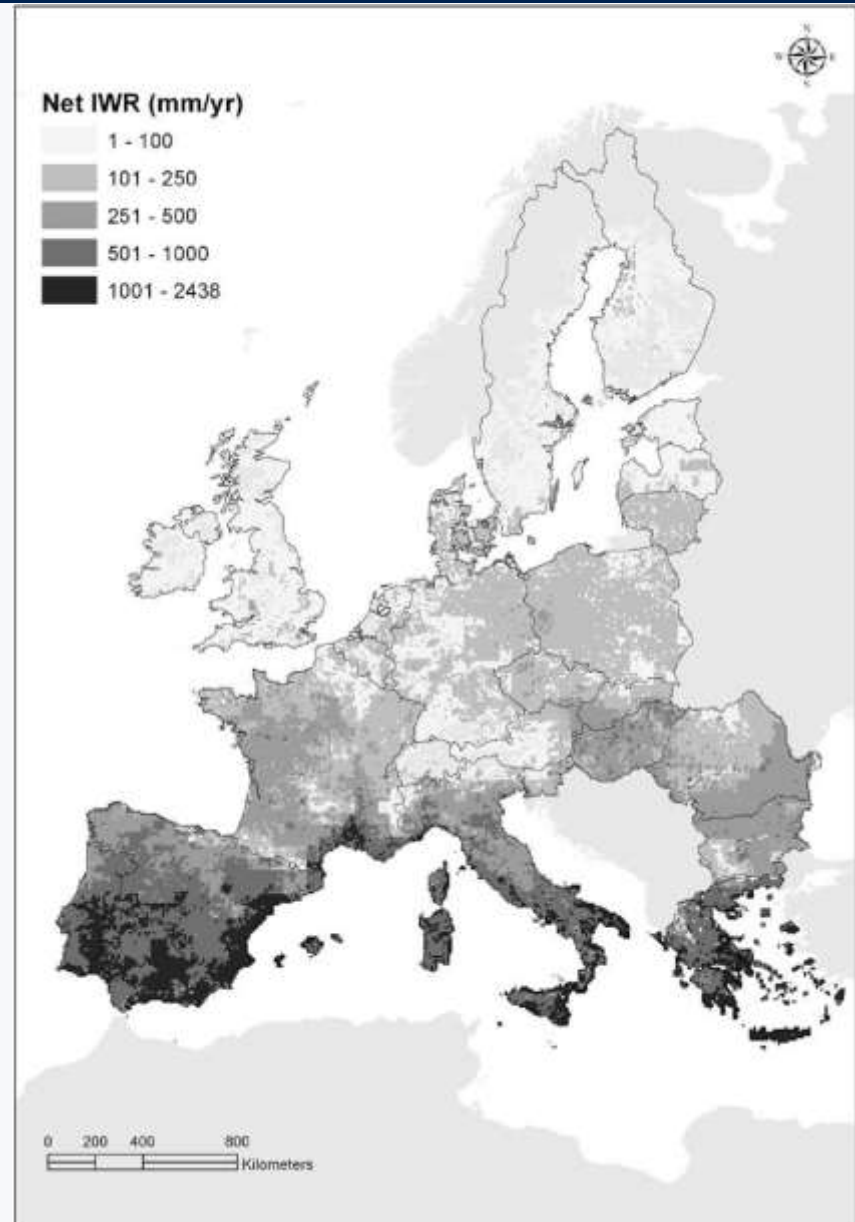 N
W E
S
Net IWR (mm/yr)
1 - 100
101 - 250
251 - 500
501 - 1000
1001 - 2438
0 200 400 800
Kilometers